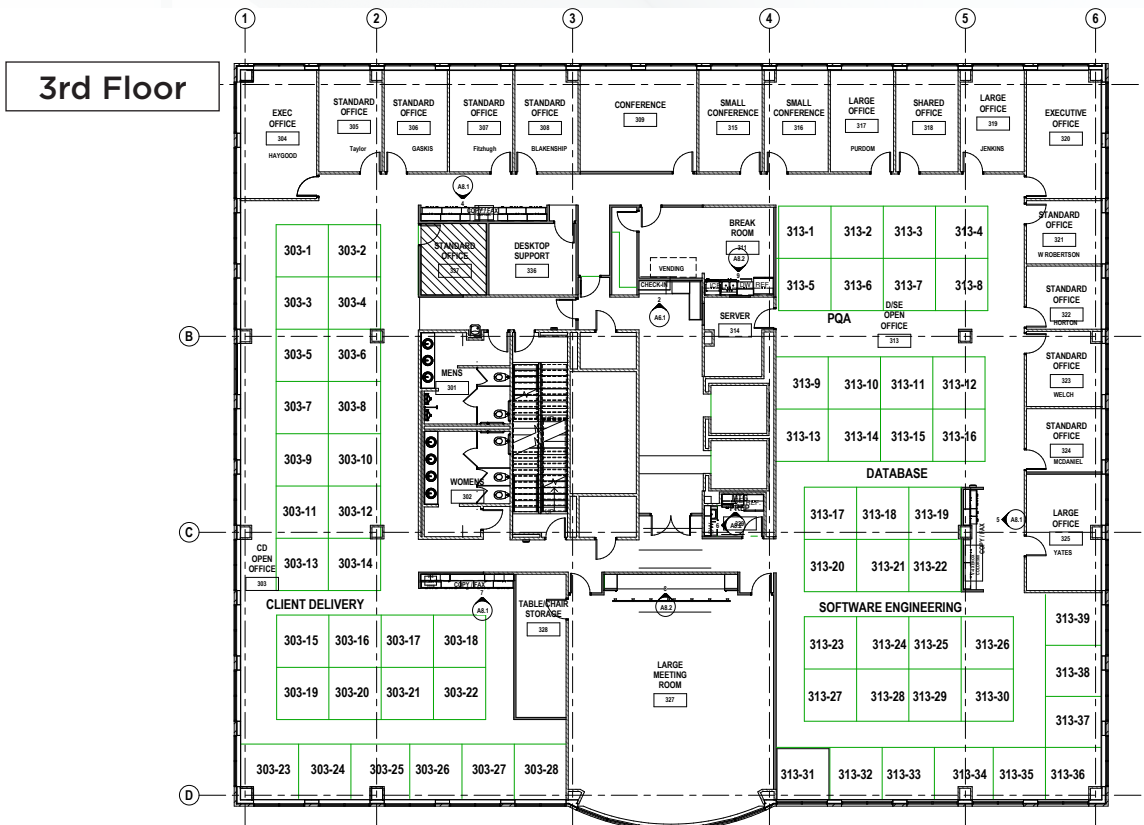 1
2
3
4
5
6
3rd Floor
EXEC
OFFICE
304
HAYGOOD
STANDARD
OFFICE
305
Taylor
STANDARD
OFFICE
306
GASKIS
STANDARD
OFFICE
307
Fitzhugh
STANDARD
OFFICE
308
BLAKENSHIP
CONFERENCE
309
SMALL
CONFERENCE
315
SMALL
CONFERENCE
316
LARGE
OFFICE
317
PURDOM
SHARED
OFFICE
318
LARGE
OFFICE
319
JENKINS
EXECUTIVE
OFFICE
320
A8.1
4
COPY/FAX
STANDARD
OFFICE
337
DESKTOP
SUPPORT
336
BREAK
ROOM
311
A8.2
9
VENDING
CHECK-IN
DW
REF.
2
A6.1
SERVER
314
303-1
303-2
303-3
303-4
303-5
303-6
303-7
303-8
303-9
303-10
303-11
303-12
303-13
303-14
313-1
313-2
313-3
313-4
313-5
313-6
313-7
313-8
PQA
D/SE
OPEN
OFFICE
313
STANDARD
OFFICE
321
W ROBERTSON
STANDARD
OFFICE
322
HORTON
STANDARD
OFFICE
323
WELCH
STANDARD
OFFICE
324
MCDANIEL
B
MENS
301
WOMENS
302
313-9
313-10
313-11
313-12
313-13
313-14
313-15
313-16
DATABASE
313-17
313-18
313-19
313-20
313-21
313-22
COPY / FAX
5
A8.1
LARGE
OFFICE
325
YATES
C
CD
OPEN
OFFICE
303
CLIENT DELIVERY
COPY /FAX
7
A8.1
TABLE/CHAIR
STORAGE
328
A8.2
LARGE
MEETING
ROOM
327
SOFTWARE ENGINEERING
303-15
303-16
303-17
303-18
303-19
303-20
303-21
303-22
303-23
303-24
303-25
303-26
303-27
303-28
313-23
313-24
313-25
313-26
313-27
313-28
313-29
313-30
313-39
313-38
313-37
313-31
313-32
313-33
313-34
313-35
313-36
D